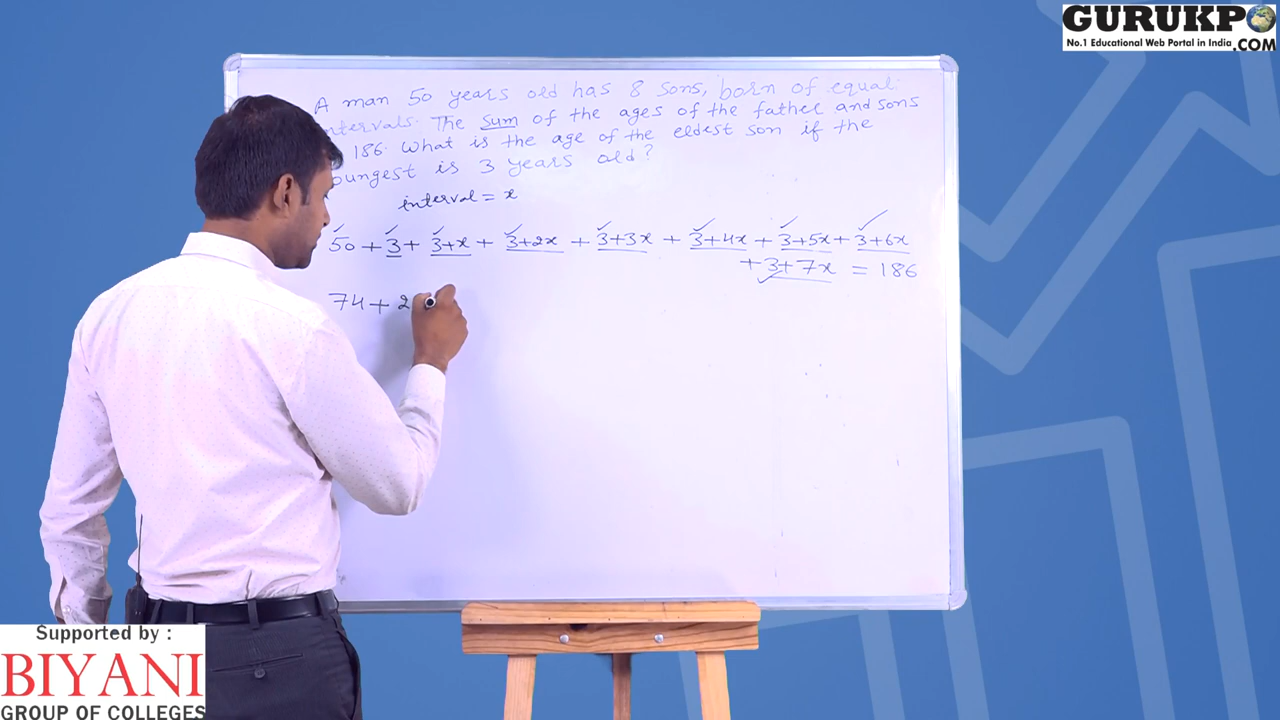 GURUKPO
No.1 Educational Web Portal in India .COM
A man 50 years old has 8 sons, born of equal
intervals. The sum of the ages of the father and sons
186. What is the age of the eldest son if the
oungest is 3 years old?
interval = x
50 + 3 + 3+x + 3+2x + 3+3x + 3+4x + 3+5x + 3+6x
+ 3+7x = 186
74 + 2
Supported by :
BIYANI
GROUP OF COLLEGES